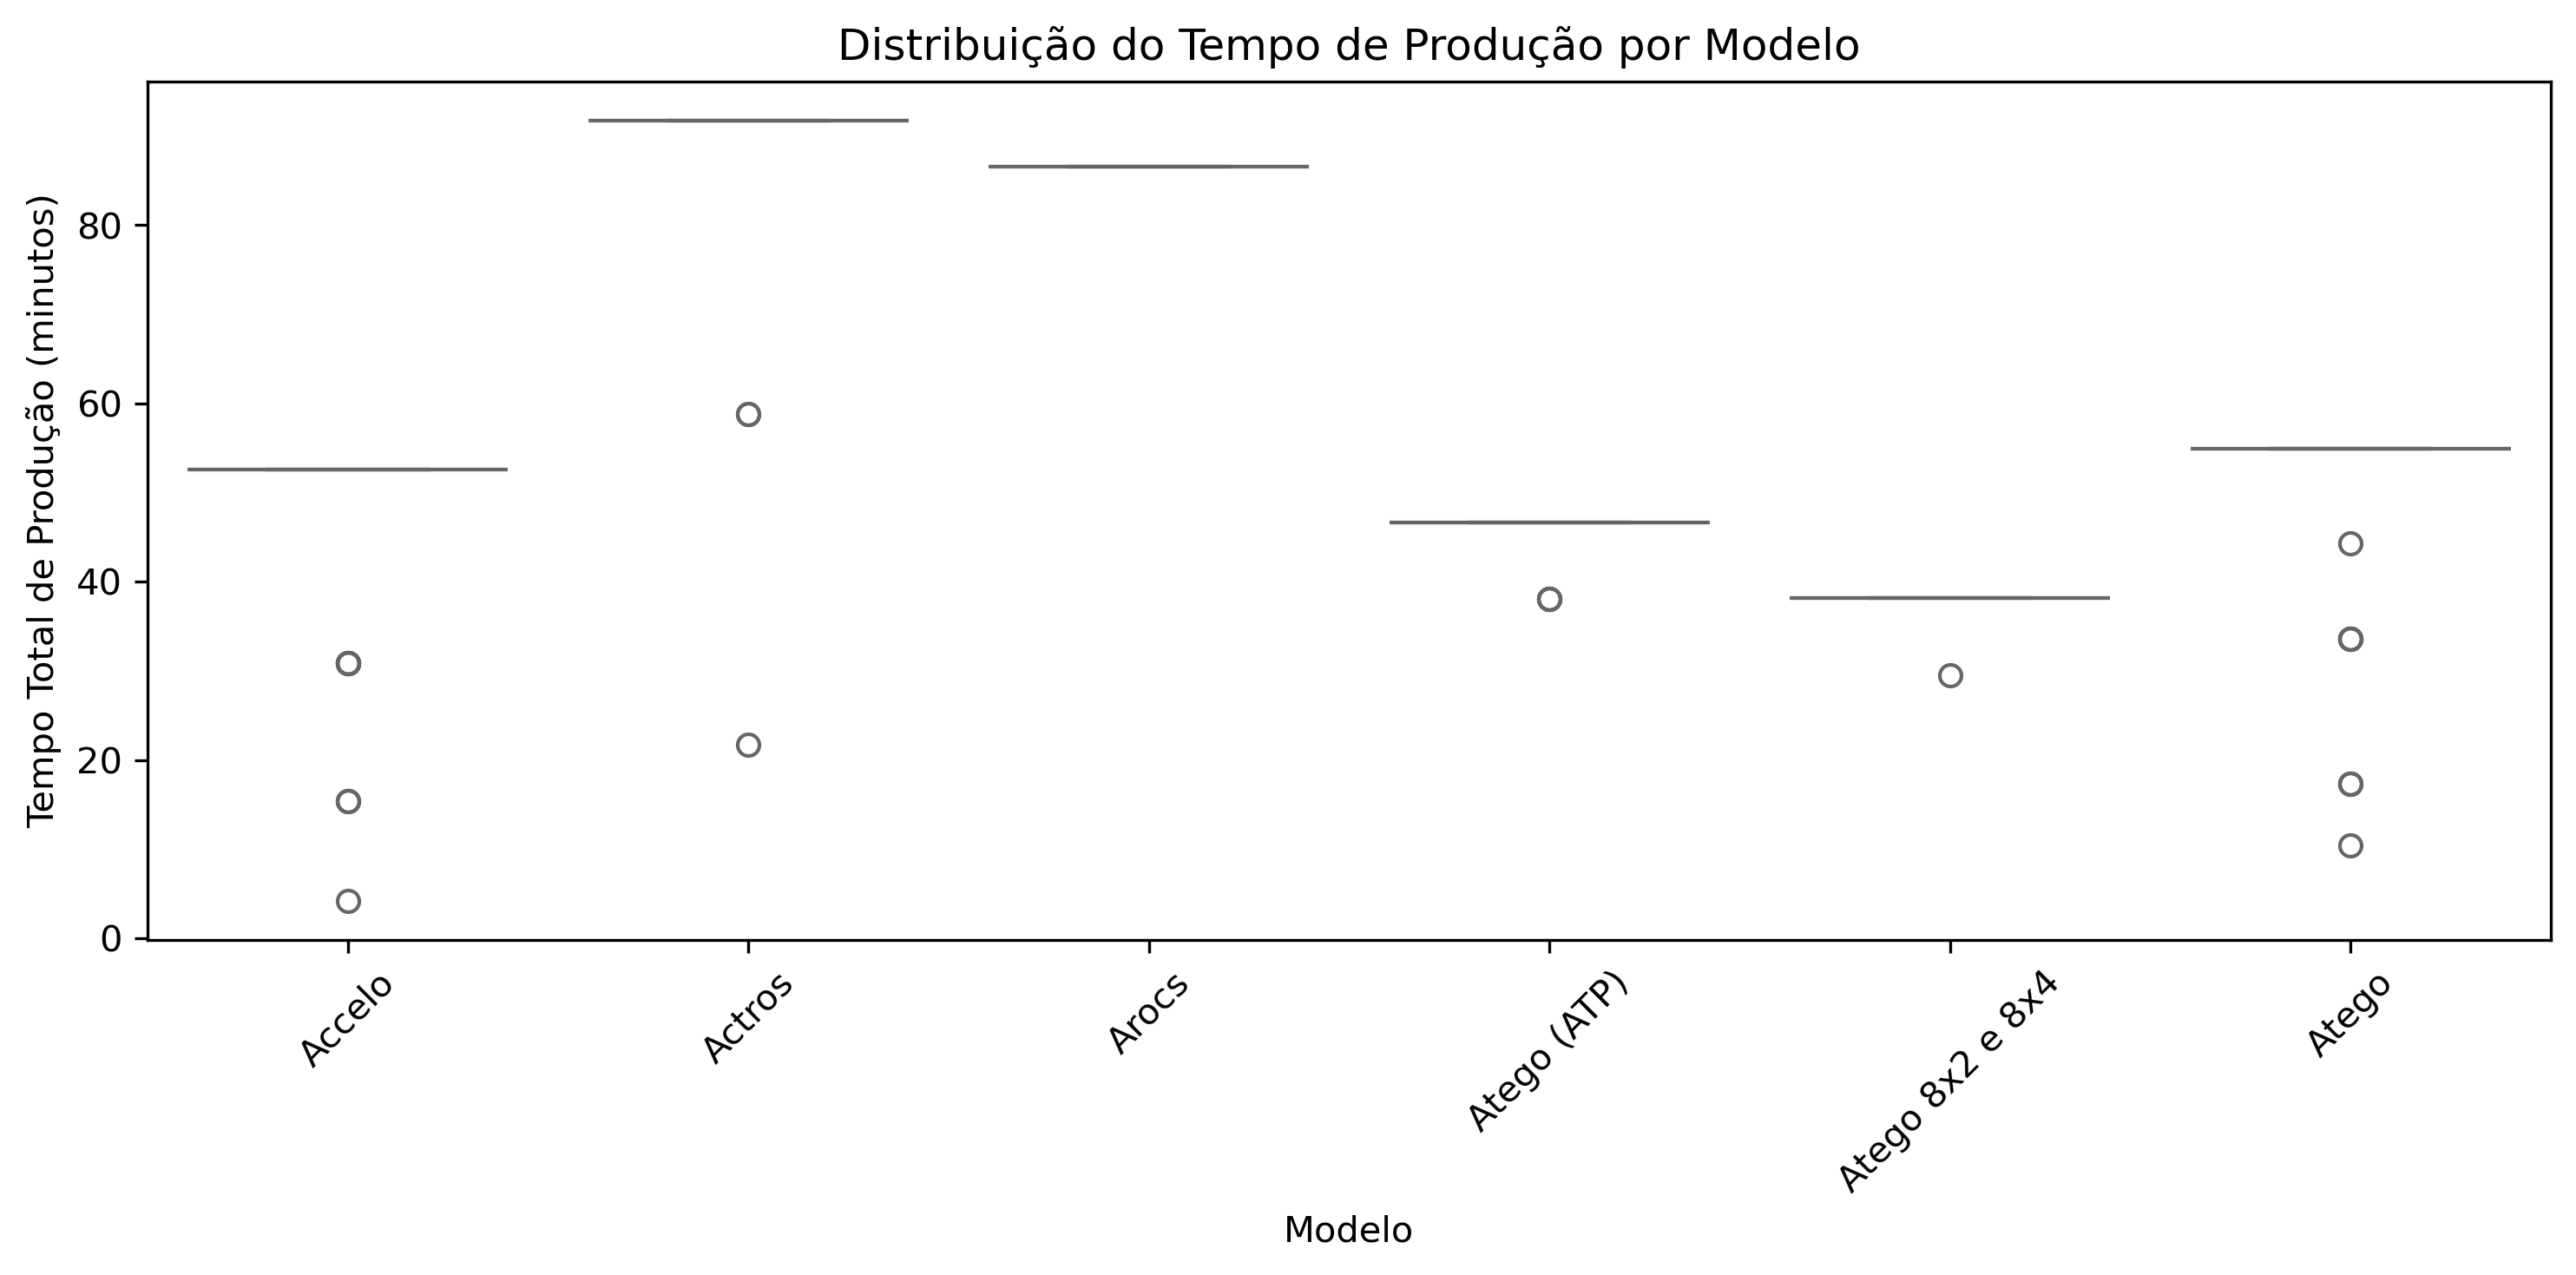 Distribuição do Tempo de Produção por Modelo
Tempo Total de Produção (minutos)
80
60
40
20
0
Accelo
Actros
Arocs
Atego (ATP)
Atego 8x2 e 8x4
Atego
Modelo